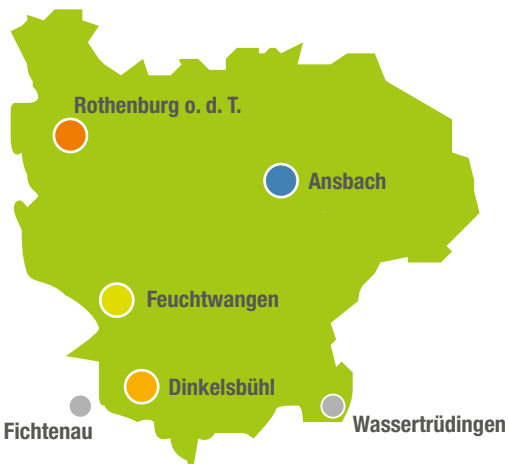 Rothenburg o. d. T.
Ansbach
Feuchtwangen
Dinkelsbühl
Fichtenau
Wassertrüdingen